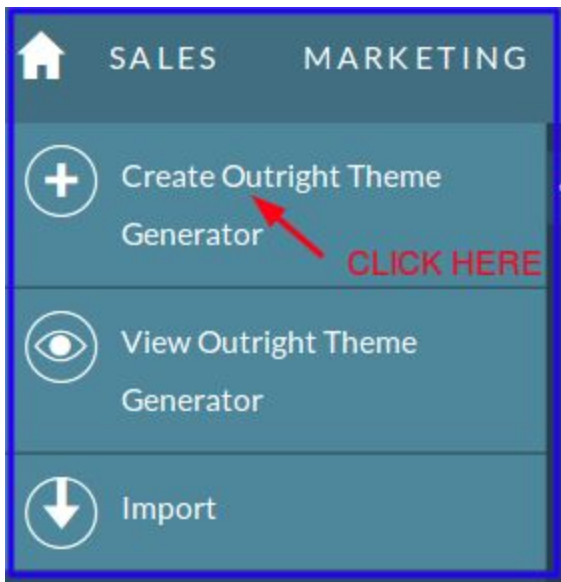 SALES MARKETING
Create Outright Theme
Generator
CLICK HERE
View Outright Theme
Generator
Import